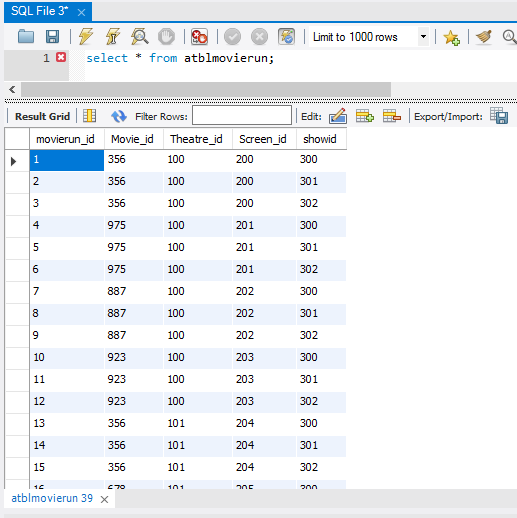 SQL File 3*
Limit to 1000 rows
1 select * from atblmovierun;
Result Grid Filter Rows: Edit: Export/Import:
movierun_id Movie_id Theatre_id Screen_id showid
1 356 100 200 300
2 356 100 200 301
3 356 100 200 302
4 975 100 201 300
5 975 100 201 301
6 975 100 201 302
7 887 100 202 300
8 887 100 202 301
9 887 100 202 302
10 923 100 203 300
11 923 100 203 301
12 923 100 203 302
13 356 101 204 300
14 356 101 204 301
15 356 101 204 302
16 678 101 205 300
atblmovierun 39